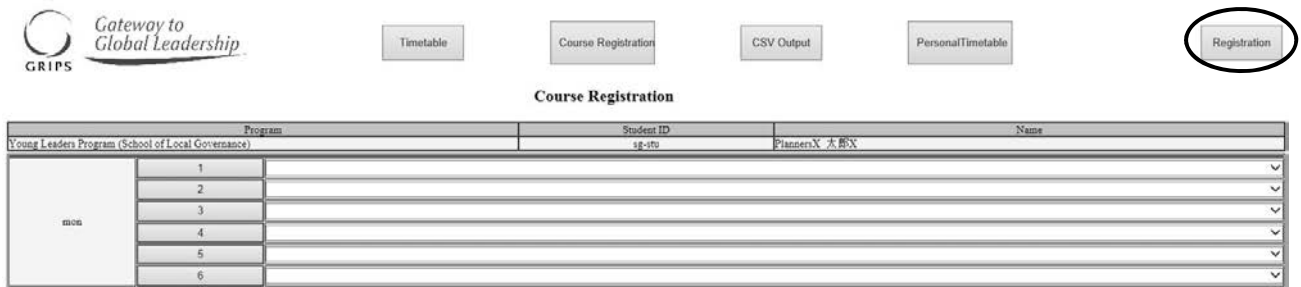 Gateway to
Global Leadership
GRIPS
Timetable
Course Registration
CSV Output
PersonalTimetable
Registration
Course Registration
Program Student ID Name
Young Leaders Program (School of Local Governance) sg-stu PlannersX 太郎X
mon
1
2
3
4
5
6